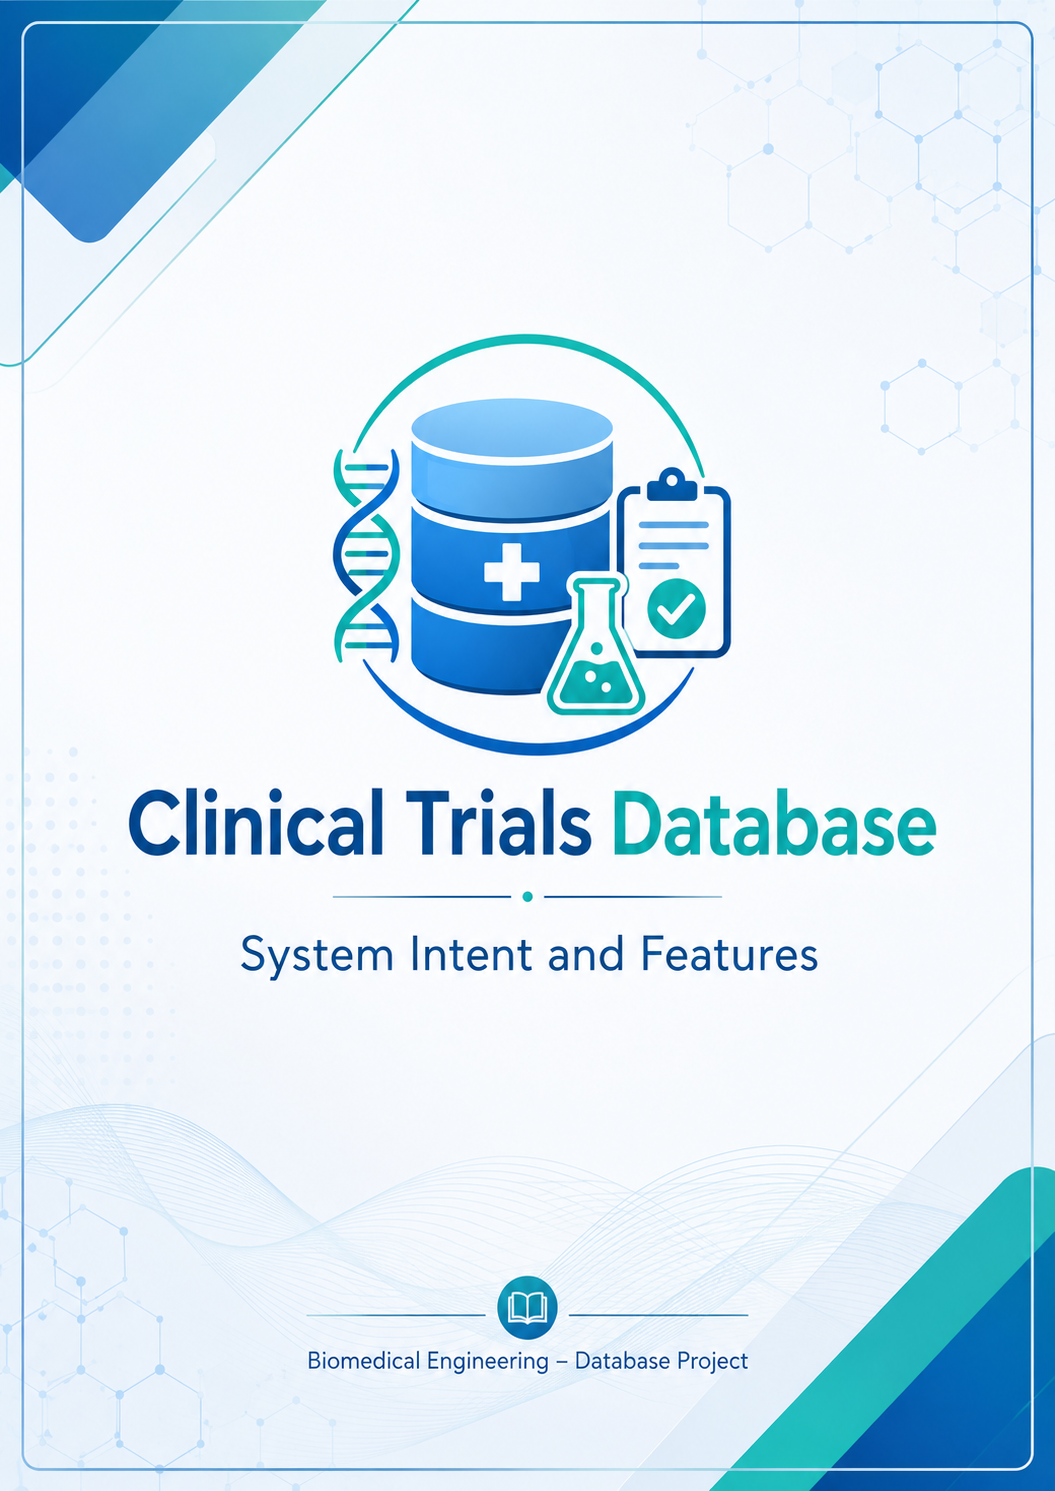 Clinical Trials Database
System Intent and Features
Biomedical Engineering – Database Project